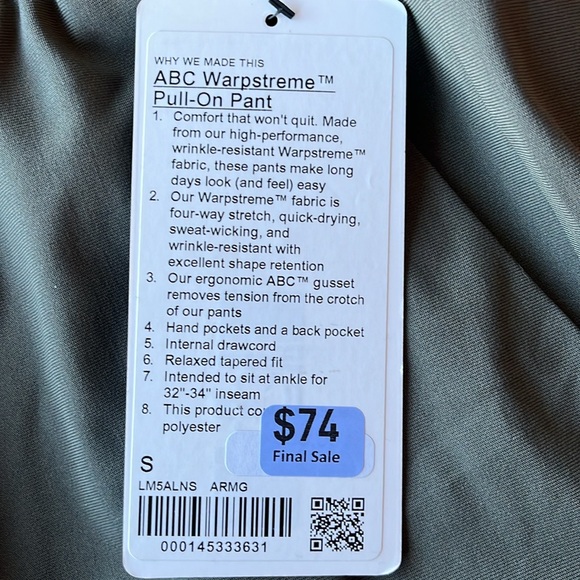 WHY WE MADE THIS
ABC Warpstreme™
Pull-On Pant
1. Comfort that won't quit. Made
from our high-performance,
wrinkle-resistant Warpstreme™
fabric, these pants make long
days look (and feel) easy
2. Our Warpstreme™ fabric is
four-way stretch, quick-drying,
sweat-wicking, and
wrinkle-resistant with
excellent shape retention
3. Our ergonomic ABC™ gusset
removes tension from the crotch
of our pants
4. Hand pockets and a back pocket
5. Internal drawcord
6. Relaxed tapered fit
7. Intended to sit at ankle for
32"-34" inseam
8. This product
polyester
$74
Final Sale
S
LM5ALNS ARMG
000145333631